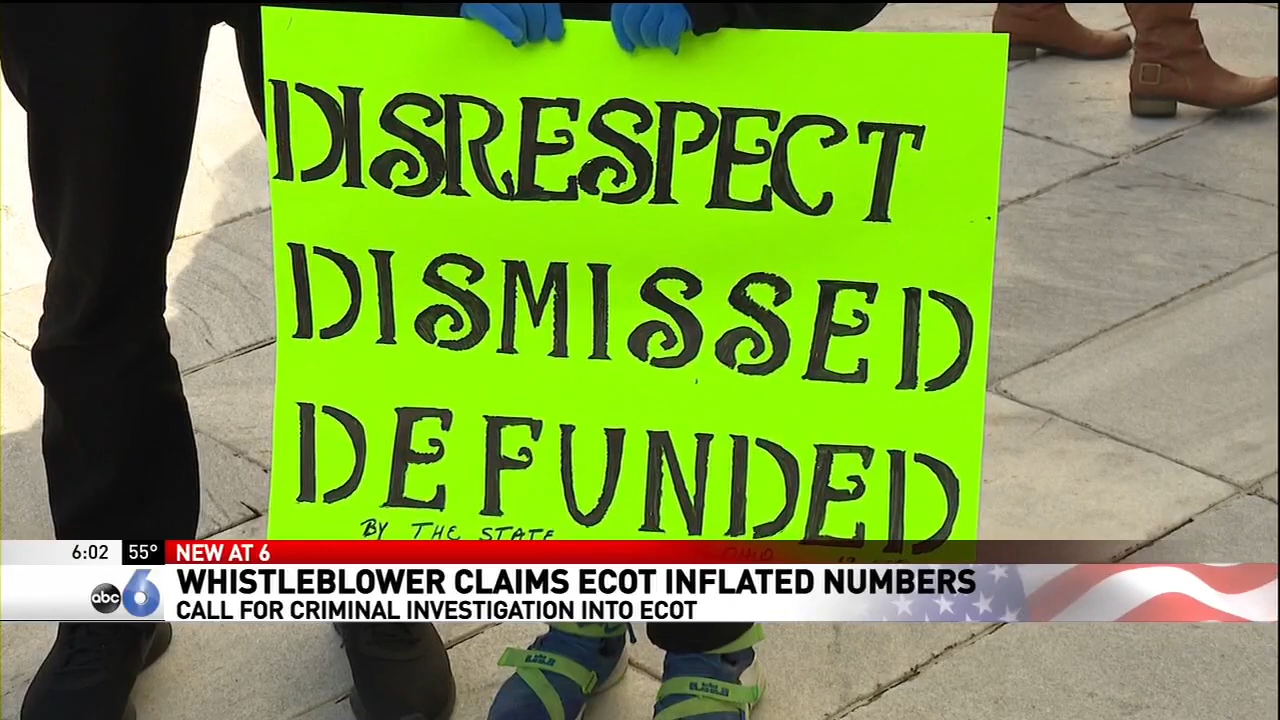 DISRESPECT
DISMISSED
DEFUNDED
BY THE STATE
OHIO
6:02 55° NEW AT 6
abc 6 WHISTLEBLOWER CLAIMS ECOT INFLATED NUMBERS
CALL FOR CRIMINAL INVESTIGATION INTO ECOT